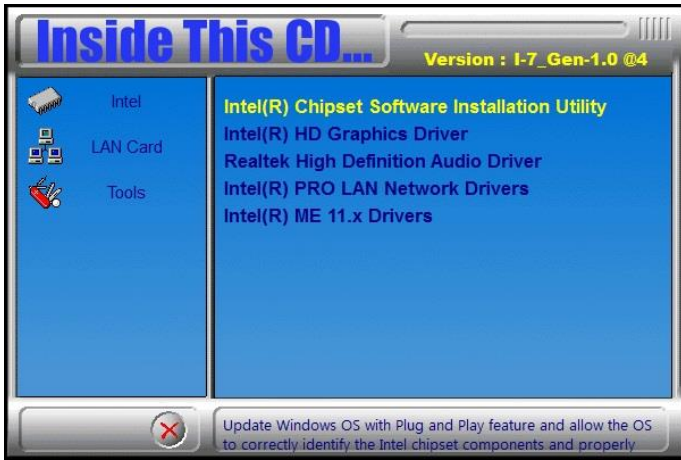 Inside This CD...
Version : I-7_Gen-1.0 @4
Intel
LAN Card
Tools
Intel(R) Chipset Software Installation Utility
Intel(R) HD Graphics Driver
Realtek High Definition Audio Driver
Intel(R) PRO LAN Network Drivers
Intel(R) ME 11.x Drivers
Update Windows OS with Plug and Play feature and allow the OS
to correctly identify the Intel chipset components and properly